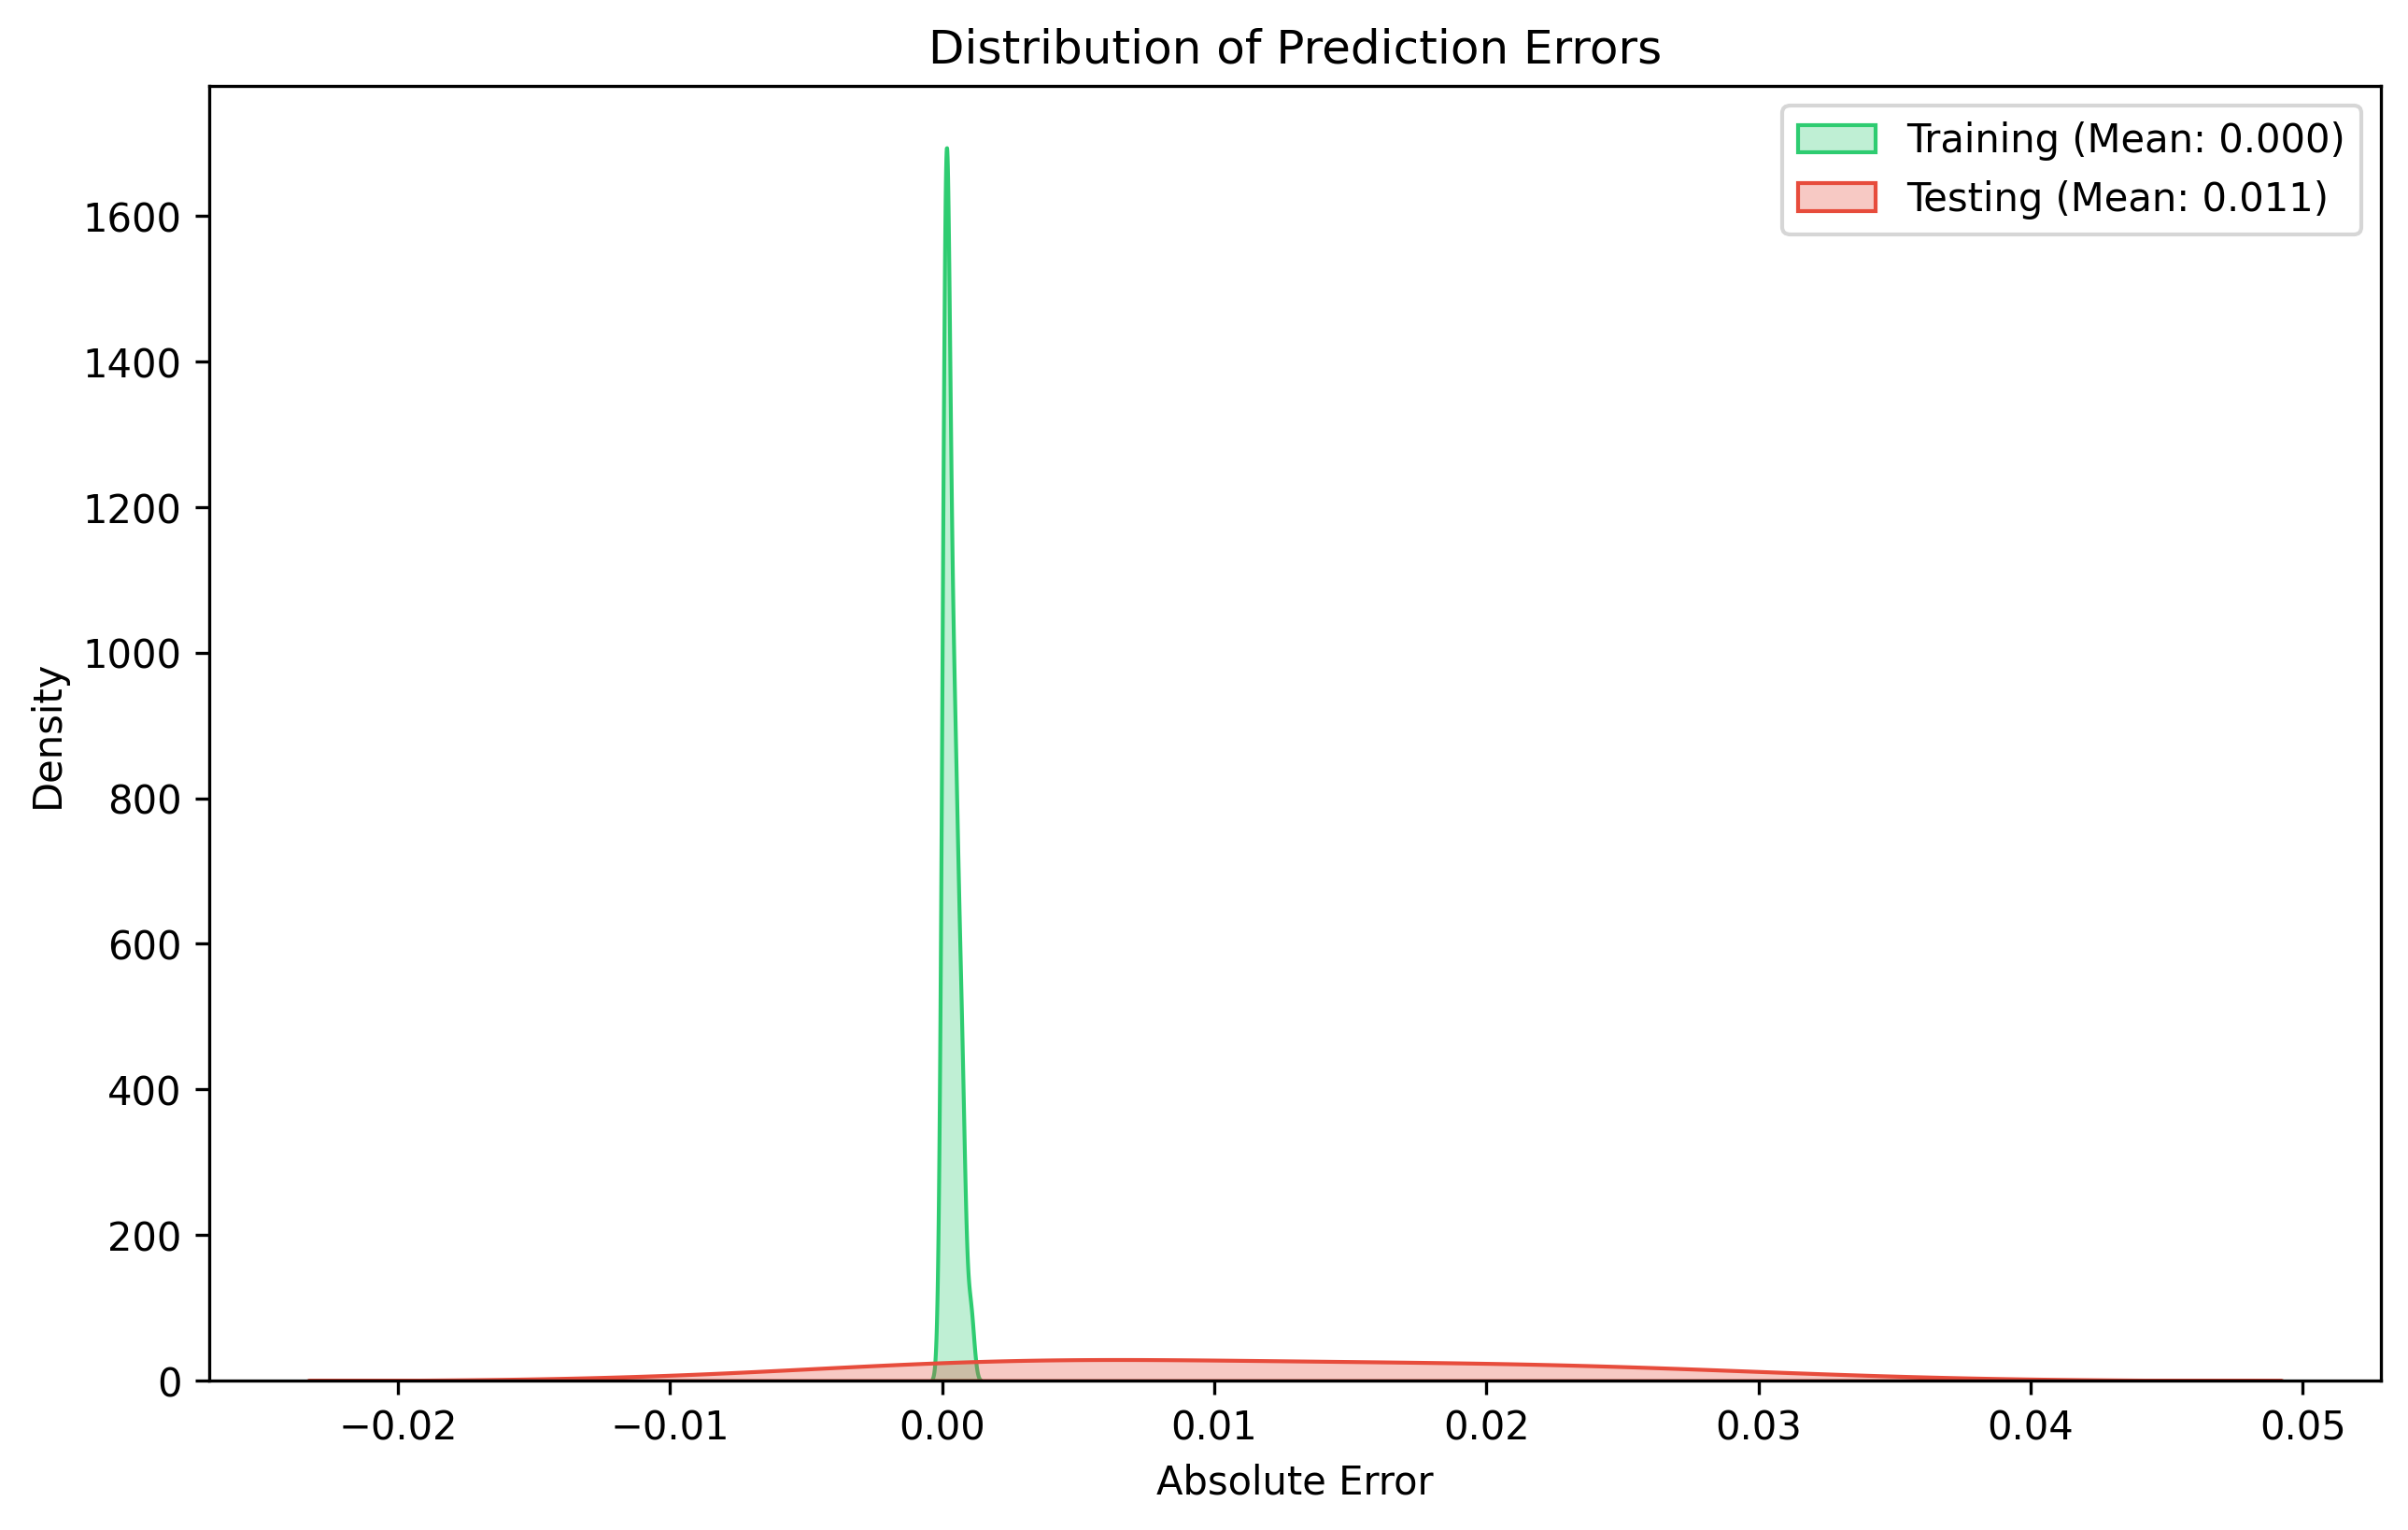 Distribution of Prediction Errors
Training (Mean: 0.000)
Testing (Mean: 0.011)
1600
1400
1200
1000
800
600
400
200
0
Density
−0.02 −0.01 0.00 0.01 0.02 0.03 0.04 0.05
Absolute Error